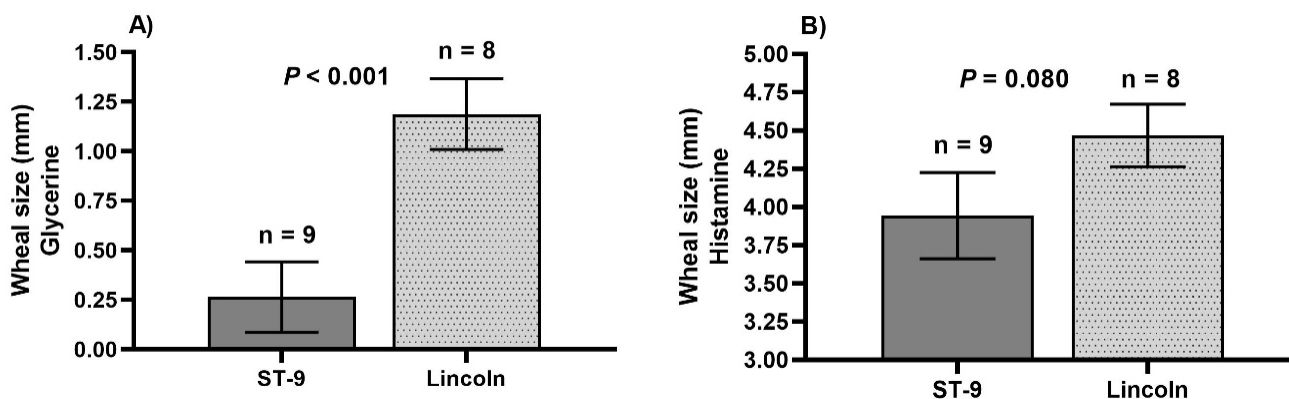 A)
Wheal size (mm)
Glycerine
1.50
1.25
1.00
0.75
0.50
0.25
0.00
P < 0.001
n = 8
n = 9
ST-9
Lincoln
B)
Wheal size (mm)
Histamine
5.00
4.75
4.50
4.25
4.00
3.75
3.50
3.25
3.00
P = 0.080
n = 8
n = 9
ST-9
Lincoln